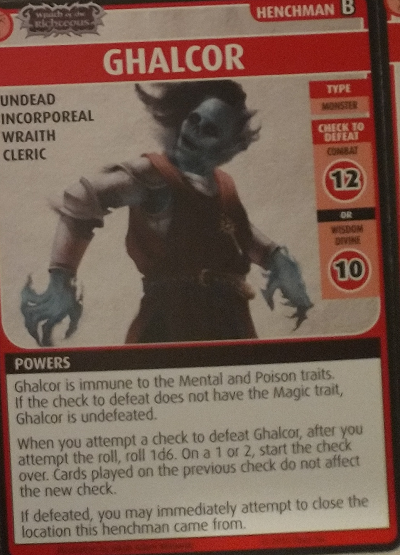 Wrath of the
Righteous
HENCHMAN B
GHALCOR
UNDEAD
INCORPOREAL
WRAITH
CLERIC
TYPE
MONSTER
CHECK TO
DEFEAT
COMBAT
12
OR
WISDOM
DIVINE
10
POWERS
Ghalcor is immune to the Mental and Poison traits.
If the check to defeat does not have the Magic trait,
Ghalcor is undefeated.
When you attempt a check to defeat Ghalcor, after you
attempt the roll, roll 1d6. On a 1 or 2, start the check
over. Cards played on the previous check do not affect
the new check.
If defeated, you may immediately attempt to close the
location this henchman came from.